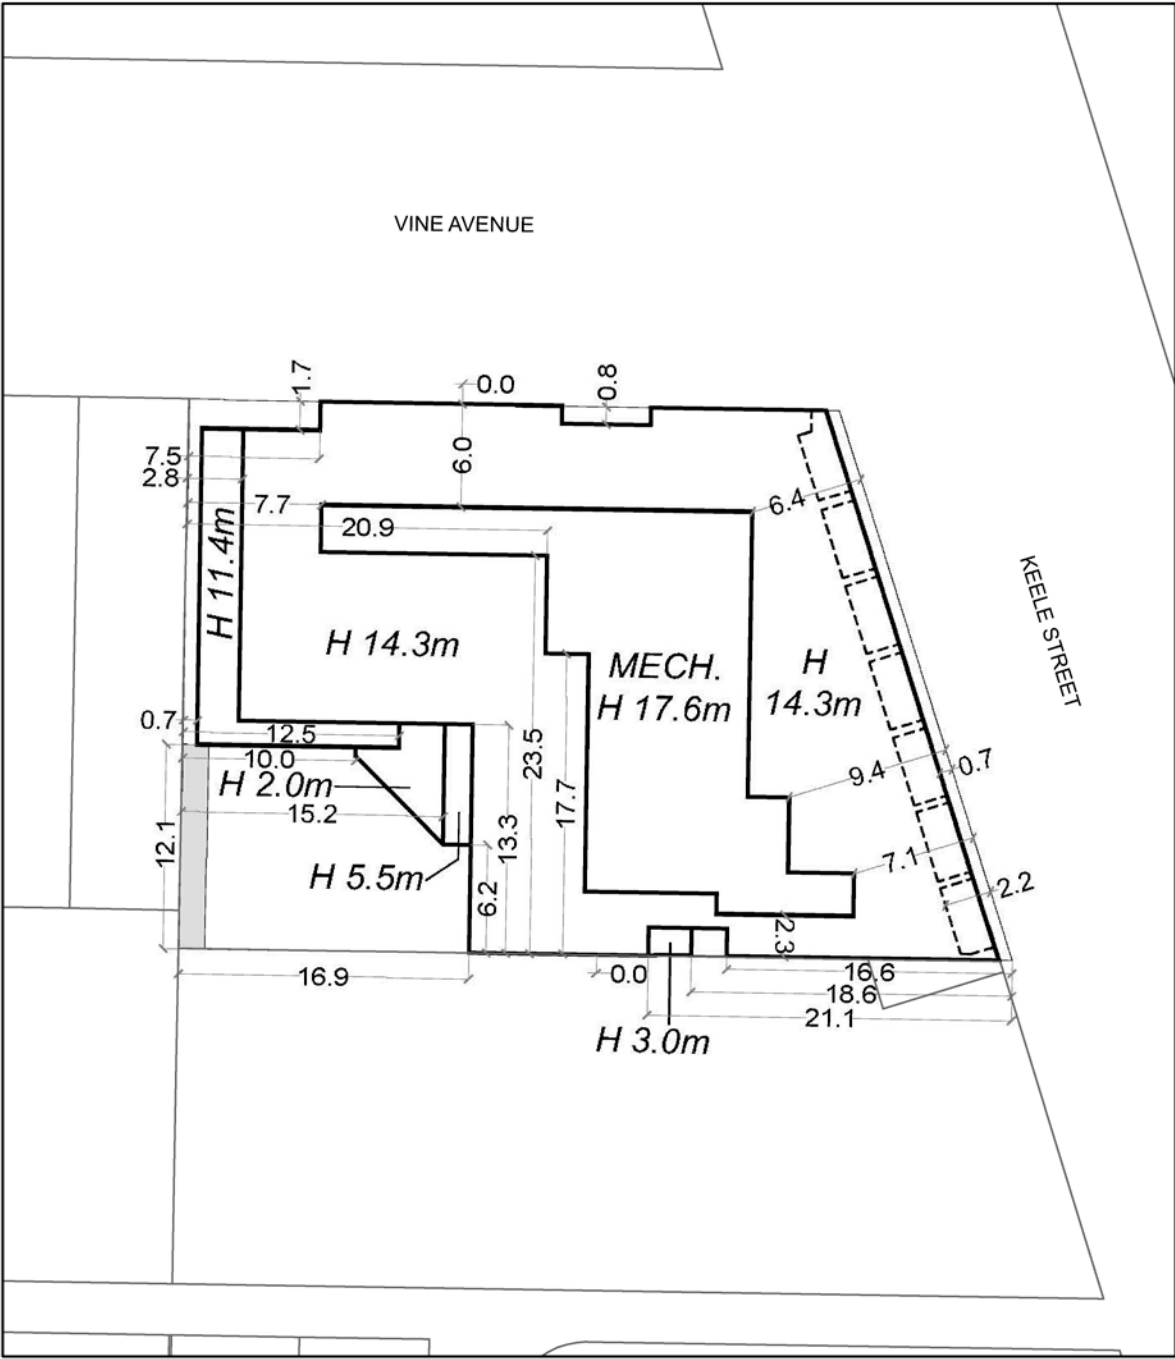 VINE AVENUE
1.7
0.0
0.8
7.5
6.0
2.8
7.7
6.4
20.9
H 11.4m
KEELE STREET
H 14.3m
MECH.
H 17.6m
H
14.3m
0.7
12.5
10.0
H 2.0m
23.5
9.4
0.7
15.2
12.1
13.3
17.7
7.1
H 5.5m
6.2
2.2
2.3
16.9
0.0
16.6
18.6
21.1
H 3.0m